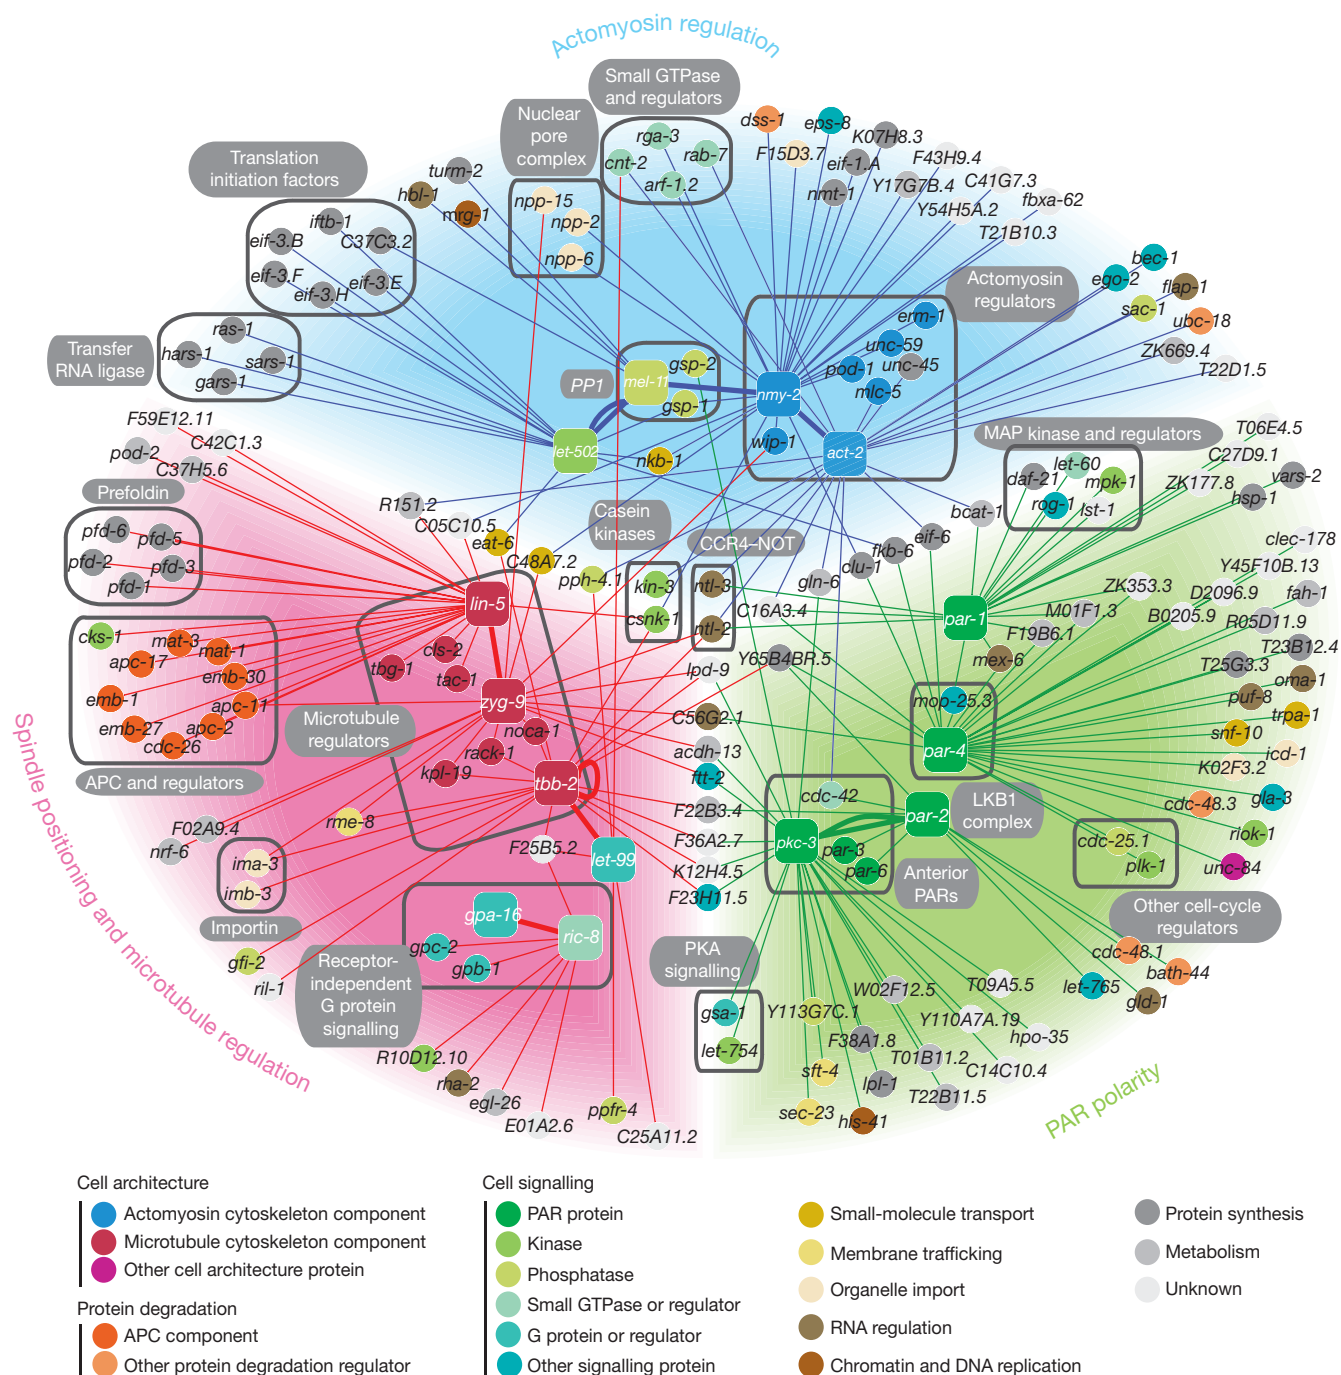 Actomyosin regulation
Small GTPase
and regulators
Nuclear
pore
complex
Translation
initiation factors
Transfer
RNA ligase
PP1
Actomyosin
regulators
MAP kinase and regulators
Prefoldin
Casein
kinases
CCR4–NOT
Microtubule
regulators
APC and regulators
Importin
Receptor-
independent
G protein
signalling
PKA
signalling
LKB1
complex
Anterior
PARs
Other cell-cycle
regulators
Spindle positioning and microtubule regulation
PAR polarity
rga-3
cnt-2
rab-7
arf-1.2
dss-1
eps-8
F15D3.7
K07H8.3
eif-1.A
nmt-1
F43H9.4
Y17G7B.4
C41G7.3
Y54H5A.2
fbxa-62
T21B10.3
turm-2
hbl-1
mrg-1
npp-15
npp-2
npp-6
iftb-1
eif-3.B
C37C3.2
eif-3.F
eif-3.E
eif-3.H
ras-1
hars-1
sars-1
gars-1
bec-1
ego-2
flap-1
sac-1
ubc-18
ZK669.4
T22D1.5
erm-1
unc-59
unc-45
pod-1
mlc-5
nmy-2
wip-1
act-2
gsp-2
mel-11
gsp-1
let-502
nkb-1
F59E12.11
C42C1.3
pod-2
C37H5.6
R151.2
C05C10.5
eat-6
C48A7.2
pph-4.1
pfd-6
pfd-5
pfd-2
pfd-3
pfd-1
kin-3
csnk-1
ntl-3
ntl-2
gln-6
clu-1
fkb-6
eif-6
bcat-1
C16A3.4
Y65B4BR.5
daf-21
let-60
mpk-1
rog-1
lst-1
T06E4.5
C27D9.1
ZK177.8
vars-2
hsp-1
clec-178
Y45F10B.13
ZK353.3
D2096.9
fah-1
M01F1.3
B0205.9
R05D11.9
F19B6.1
T23B12.4
T25G3.3
oma-1
puf-8
trpa-1
snf-10
icd-1
K02F3.2
cdc-48.3
gla-3
riok-1
unc-84
par-1
mex-6
mop-25.3
par-4
cdc-25.1
plk-1
cks-1
mat-3
mat-1
apc-17
emb-30
emb-1
apc-11
emb-27
apc-2
cdc-26
lin-5
cls-2
tbg-1
tac-1
zyg-9
noca-1
rack-1
kpl-19
tbb-2
lpd-9
C56G2.1
acdh-13
ftt-2
F22B3.4
F36A2.7
K12H4.5
F23H11.5
cdc-42
par-2
pkc-3
par-3
par-6
rme-8
F02A9.4
nrf-6
ima-3
imb-3
gfi-2
ril-1
F25B5.2
let-99
gpa-16
ric-8
gpc-2
gpb-1
R10D12.10
rha-2
egl-26
E01A2.6
ppfr-4
C25A11.2
gsa-1
let-754
Y113G7C.1
W02F12.5
T09A5.5
Y110A7A.19
hpo-35
F38A1.8
T01B11.2
C14C10.4
sft-4
lpl-1
T22B11.5
sec-23
his-41
cdc-48.1
let-765
bath-44
gld-1
Cell architecture
Actomyosin cytoskeleton component
Microtubule cytoskeleton component
Other cell architecture protein
Protein degradation
APC component
Other protein degradation regulator
Cell signalling
PAR protein
Kinase
Phosphatase
Small GTPase or regulator
G protein or regulator
Other signalling protein
Small-molecule transport
Membrane trafficking
Organelle import
RNA regulation
Chromatin and DNA replication
Protein synthesis
Metabolism
Unknown